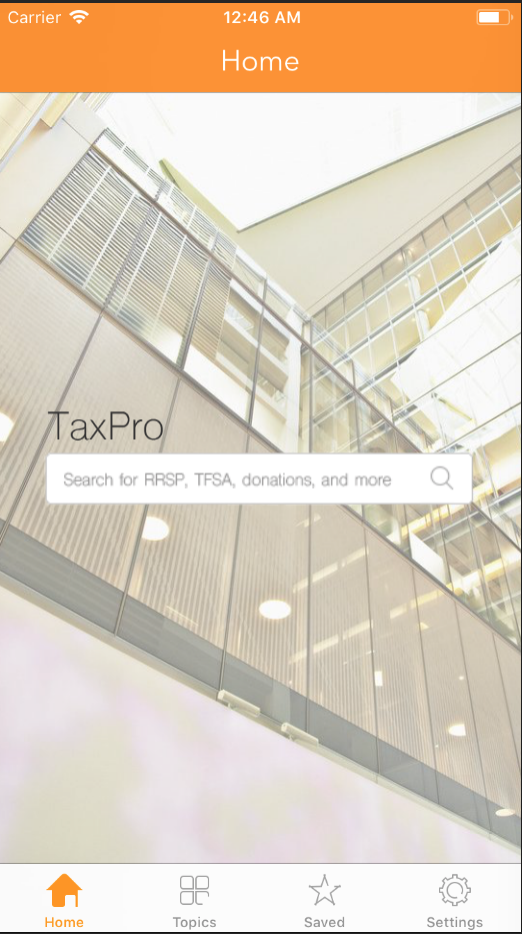 Carrier 12:46 AM
Home
TaxPro
Search for RRSP, TFSA, donations, and more
Home Topics Saved Settings